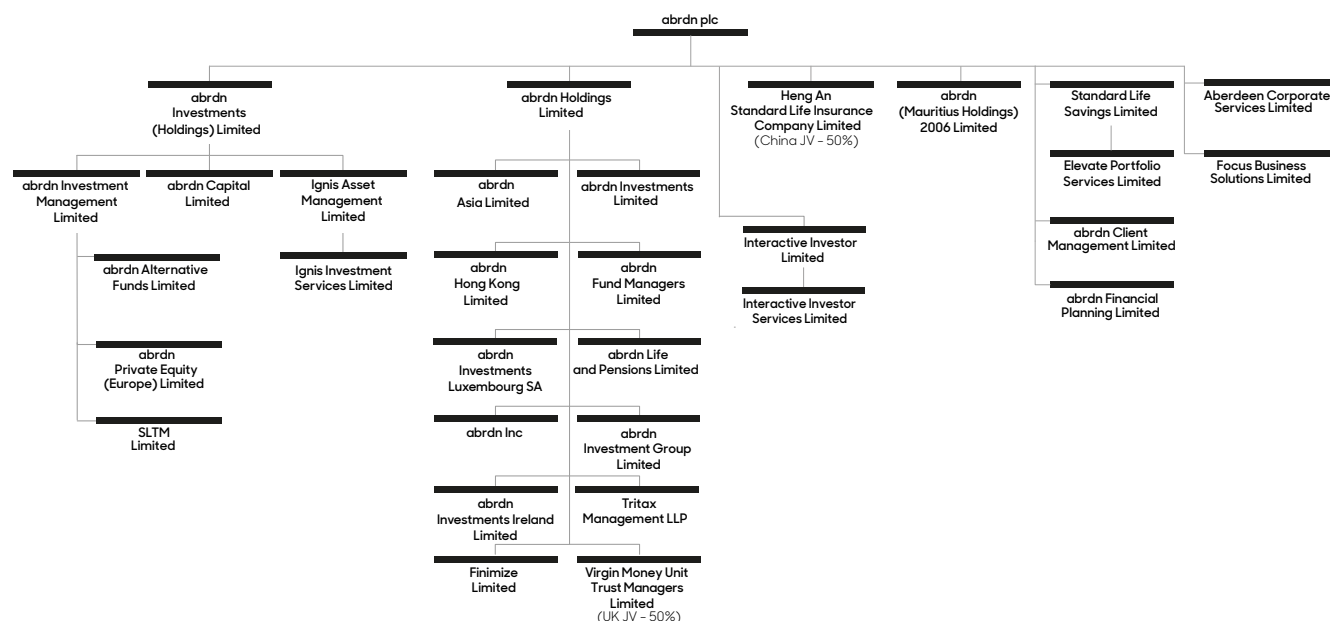 abrdn plc
abrdn
Investments
(Holdings) Limited
abrdn Holdings
Limited
Heng An
Standard Life Insurance
Company Limited
(China JV - 50%)
abrdn
(Mauritius Holdings)
2006 Limited
Standard Life
Savings Limited
Aberdeen Corporate
Services Limited
abrdn Investment
Management
Limited
abrdn Capital
Limited
Ignis Asset
Management
Limited
abrdn
Asia Limited
abrdn Investments
Limited
Elevate Portfolio
Services Limited
Focus Business
Solutions Limited
abrdn Alternative
Funds Limited
Ignis Investment
Services Limited
abrdn
Hong Kong
Limited
abrdn
Fund Managers
Limited
Interactive Investor
Limited
abrdn Client
Management Limited
Interactive Investor
Services Limited
abrdn Financial
Planning Limited
abrdn
Private Equity
(Europe) Limited
abrdn
Investments
Luxembourg SA
abrdn Life
and Pensions Limited
SLTM
Limited
abrdn Inc
abrdn
Investment Group
Limited
abrdn
Investments Ireland
Limited
Tritax
Management LLP
Finimize
Limited
Virgin Money Unit
Trust Managers
Limited
(UK JV - 50%)